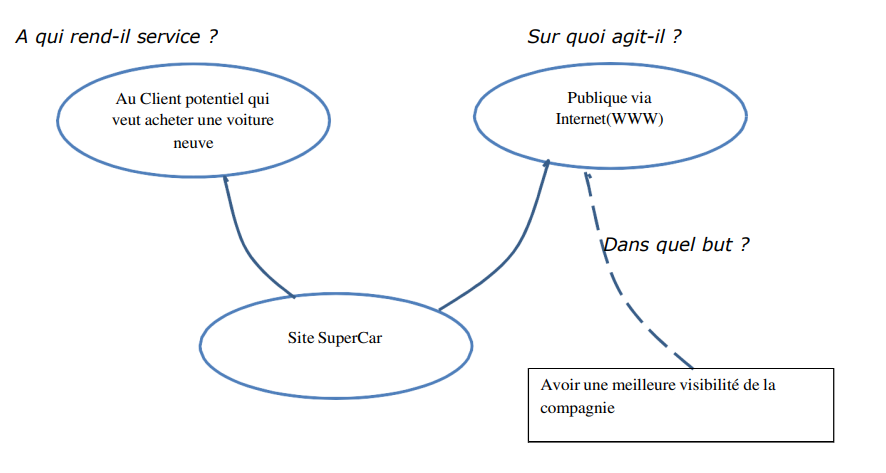 A qui rend-il service ?
Sur quoi agit-il ?
Au Client potentiel qui
veut acheter une voiture
neuve
Publique via
Internet(WWW)
Dans quel but ?
Site SuperCar
Avoir une meilleure visibilité de la
compagnie